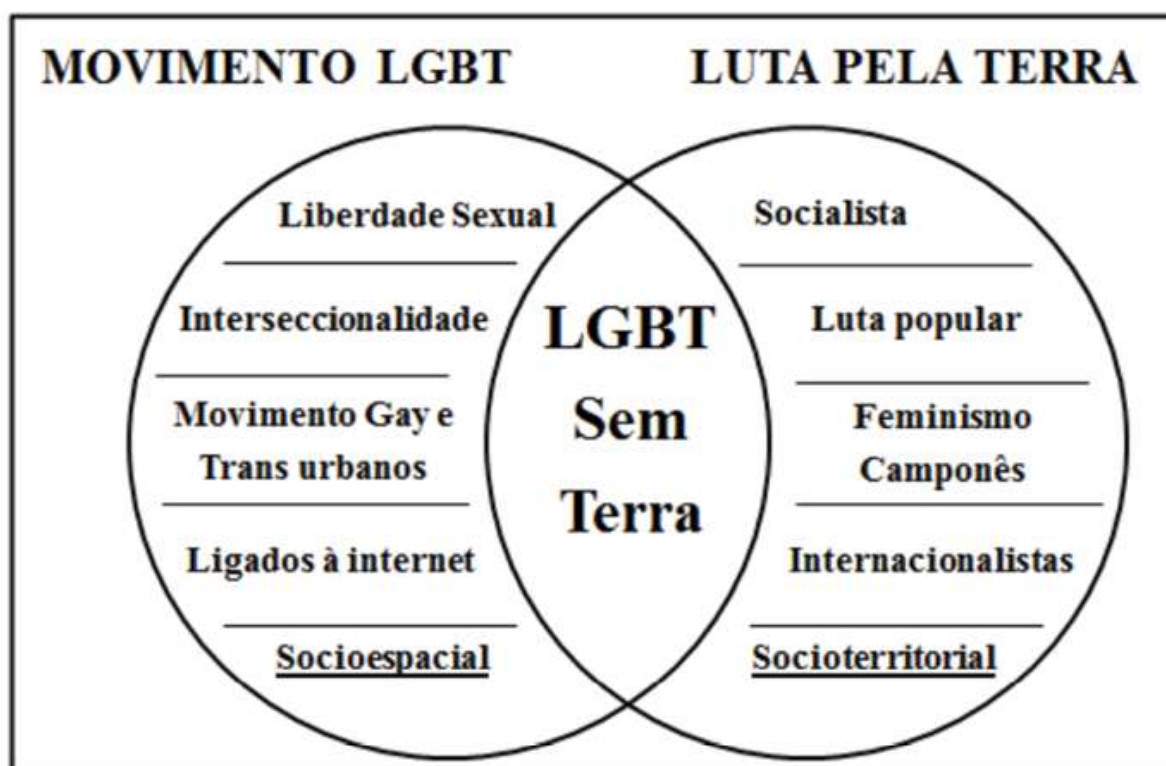 MOVIMENTO LGBT
LUTA PELA TERRA
Liberdade Sexual
Interseccionalidade
Movimento Gay e
Trans urbanos
Ligados à internet
Socioespacial
LGBT
Sem
Terra
Socialista
Luta popular
Feminismo
Camponês
Internacionalistas
Socioterritorial